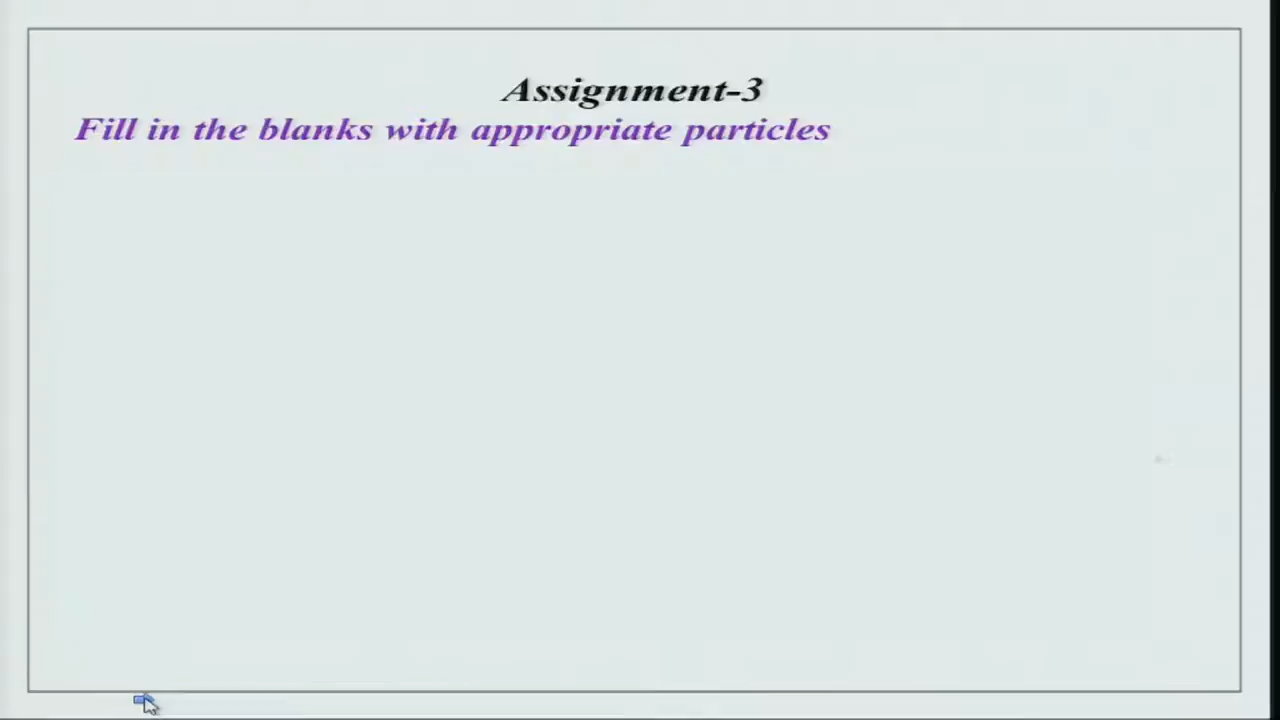 Assignment-3
Fill in the blanks with appropriate particles